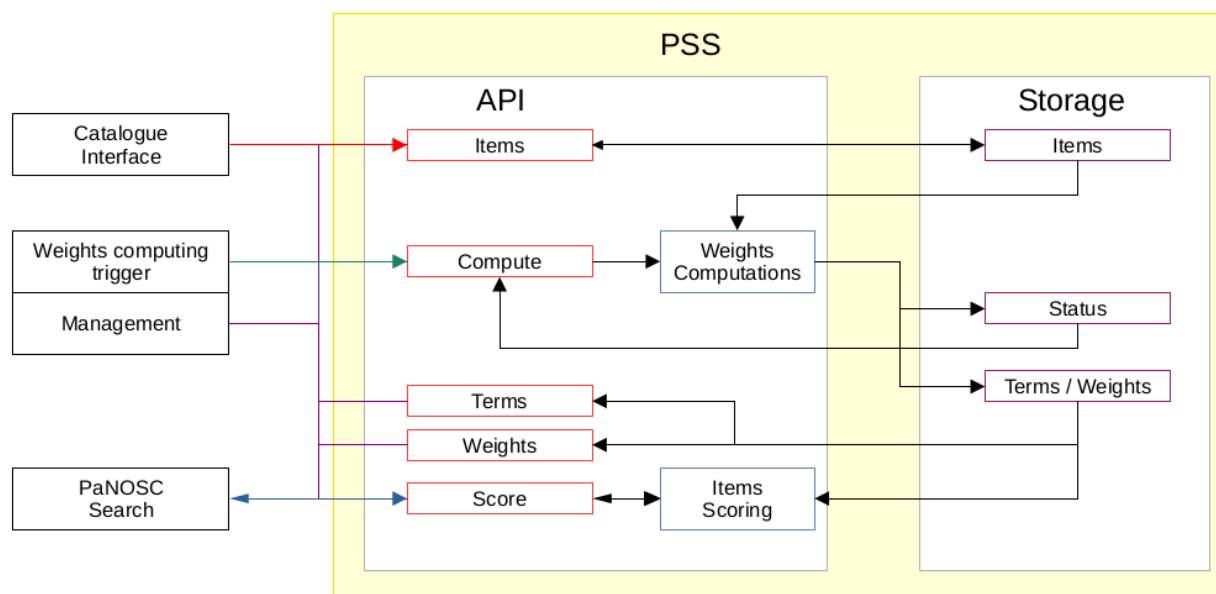 PSS
API
Storage
Catalogue
Interface
Items
Items
Weights computing
trigger
Compute
Weights
Computations
Management
Status
Terms
Terms / Weights
Weights
PaNOSC
Search
Score
Items
Scoring